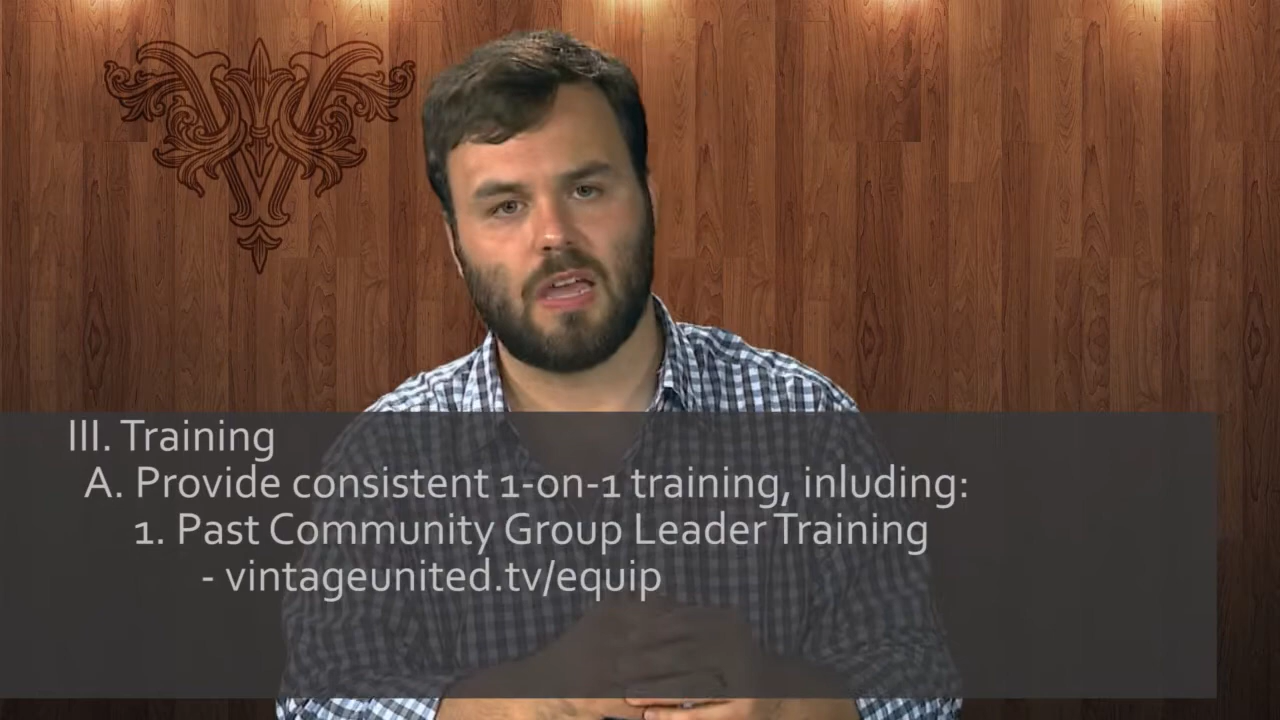 III. Training
A. Provide consistent 1-on-1 training, inluding:
1. Past Community Group Leader Training
- vintageunited.tv/equip